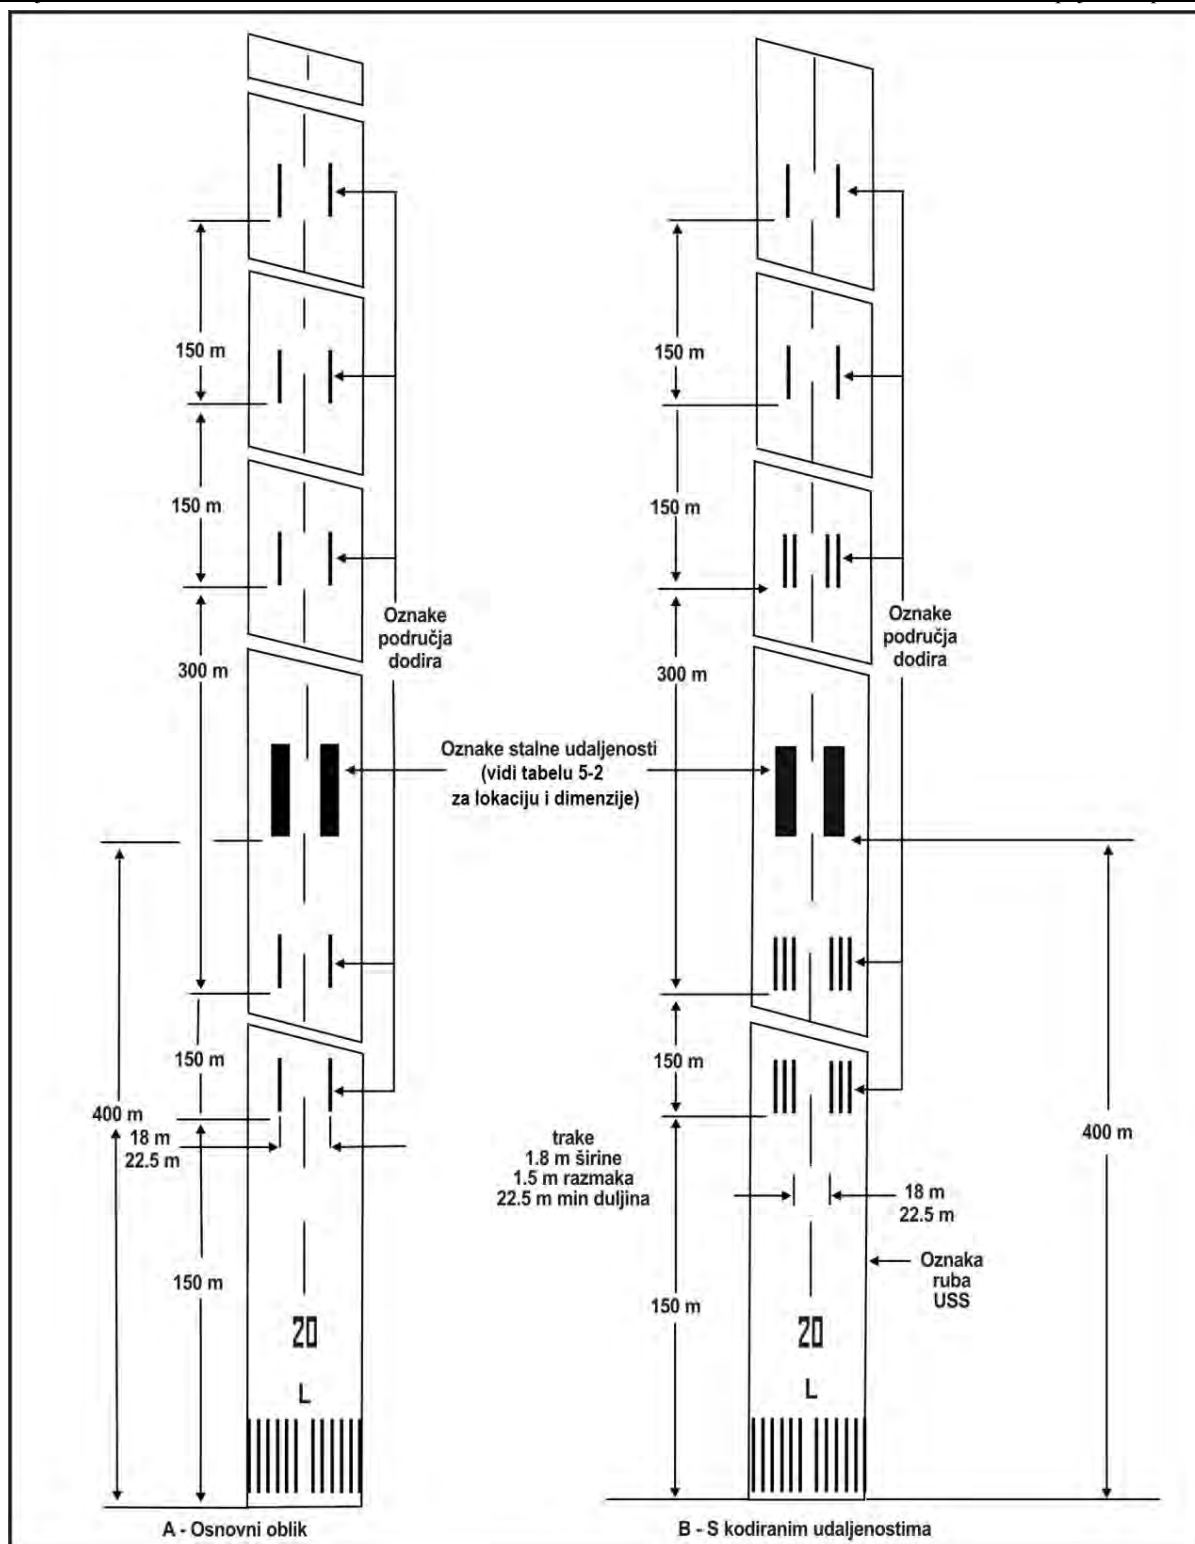 150 m
150 m
300 m
Oznake
područja
dodira
150 m
400 m
18 m
22.5 m
150 m
20
L
A - Osnovni oblik
Oznake stalne udaljenosti
(vidi tabelu 5-2
za lokaciju i dimenzije)
trake
1.8 m širine
1.5 m razmaka
22.5 m min duljina
150 m
150 m
300 m
Oznake
područja
dodira
150 m
400 m
18 m
22.5 m
Oznaka
ruba
USS
150 m
20
L
B - S kodiranim udaljenostima